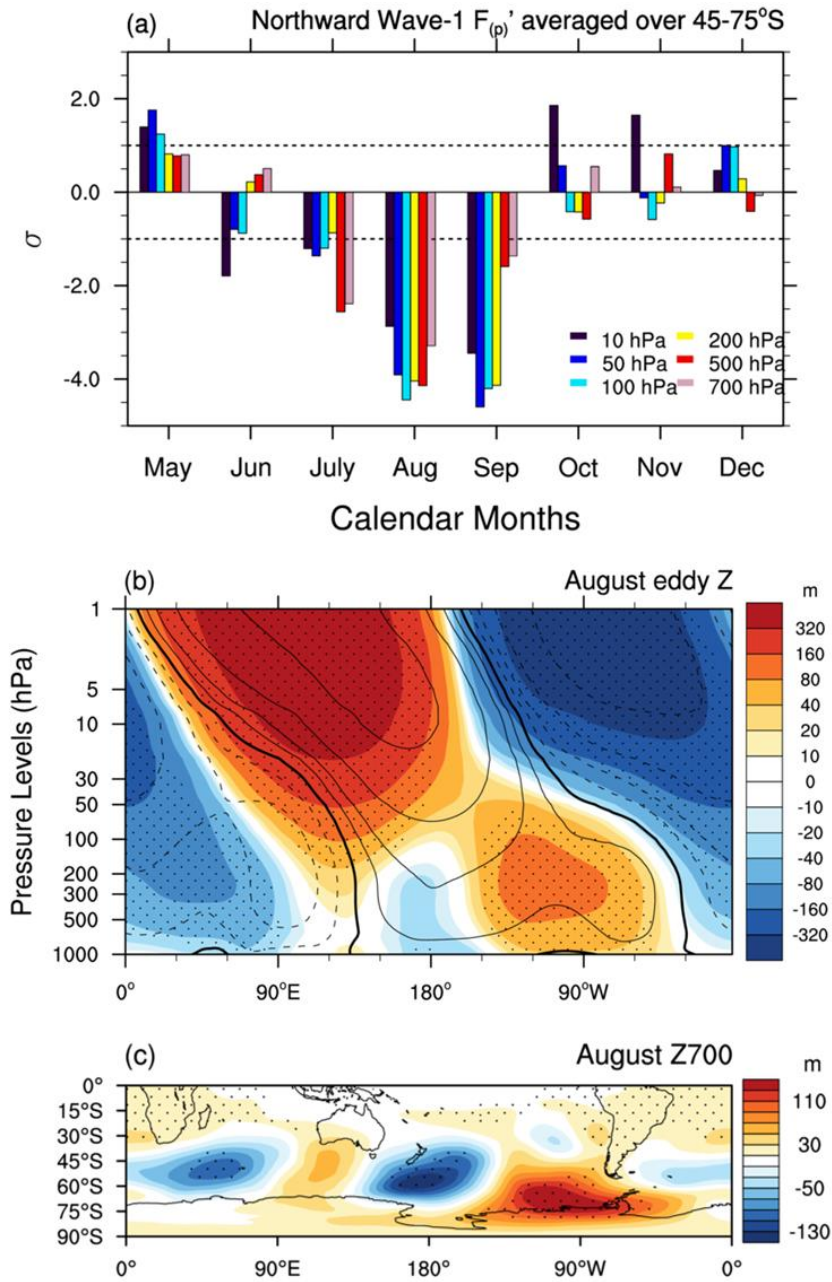 (a) Northward Wave-1 F(p)' averaged over 45-75°S
2.0
0.0
-2.0
-4.0
σ
10 hPa 200 hPa
50 hPa 500 hPa
100 hPa 700 hPa
May Jun July Aug Sep Oct Nov Dec
Calendar Months
(b) August eddy Z
m
Pressure Levels (hPa)
1
5
10
30
50
100
200
300
500
1000
0° 90°E 180° 90°W
320
160
80
40
20
10
0
-10
-20
-40
-80
-160
-320
(c) August Z700
m
0°
15°S
30°S
45°S
60°S
75°S
90°S
0° 90°E 180° 90°W 0°
110
30
-50
-130